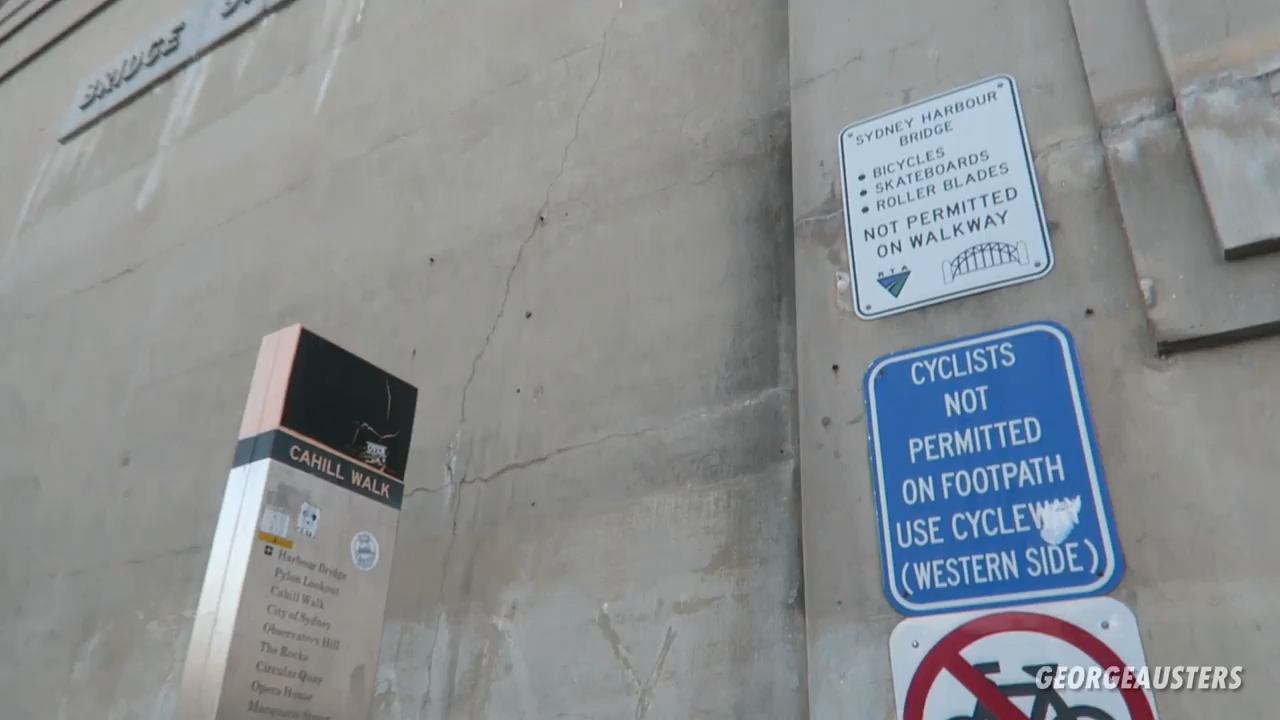 BRIDGE
SYDNEY HARBOUR
BRIDGE
• BICYCLES
• SKATEBOARDS
• ROLLER BLADES
NOT PERMITTED
ON WALKWAY
RTA
CYCLISTS
NOT
PERMITTED
ON FOOTPATH
USE CYCLEWAY
(WESTERN SIDE)
CAHILL WALK
Harbour Bridge
Pylon Lookout
Cahill Walk
City of Sydney
Observatory Hill
The Rocks
Circular Quay
Opera House
GEORGEAUSTERS